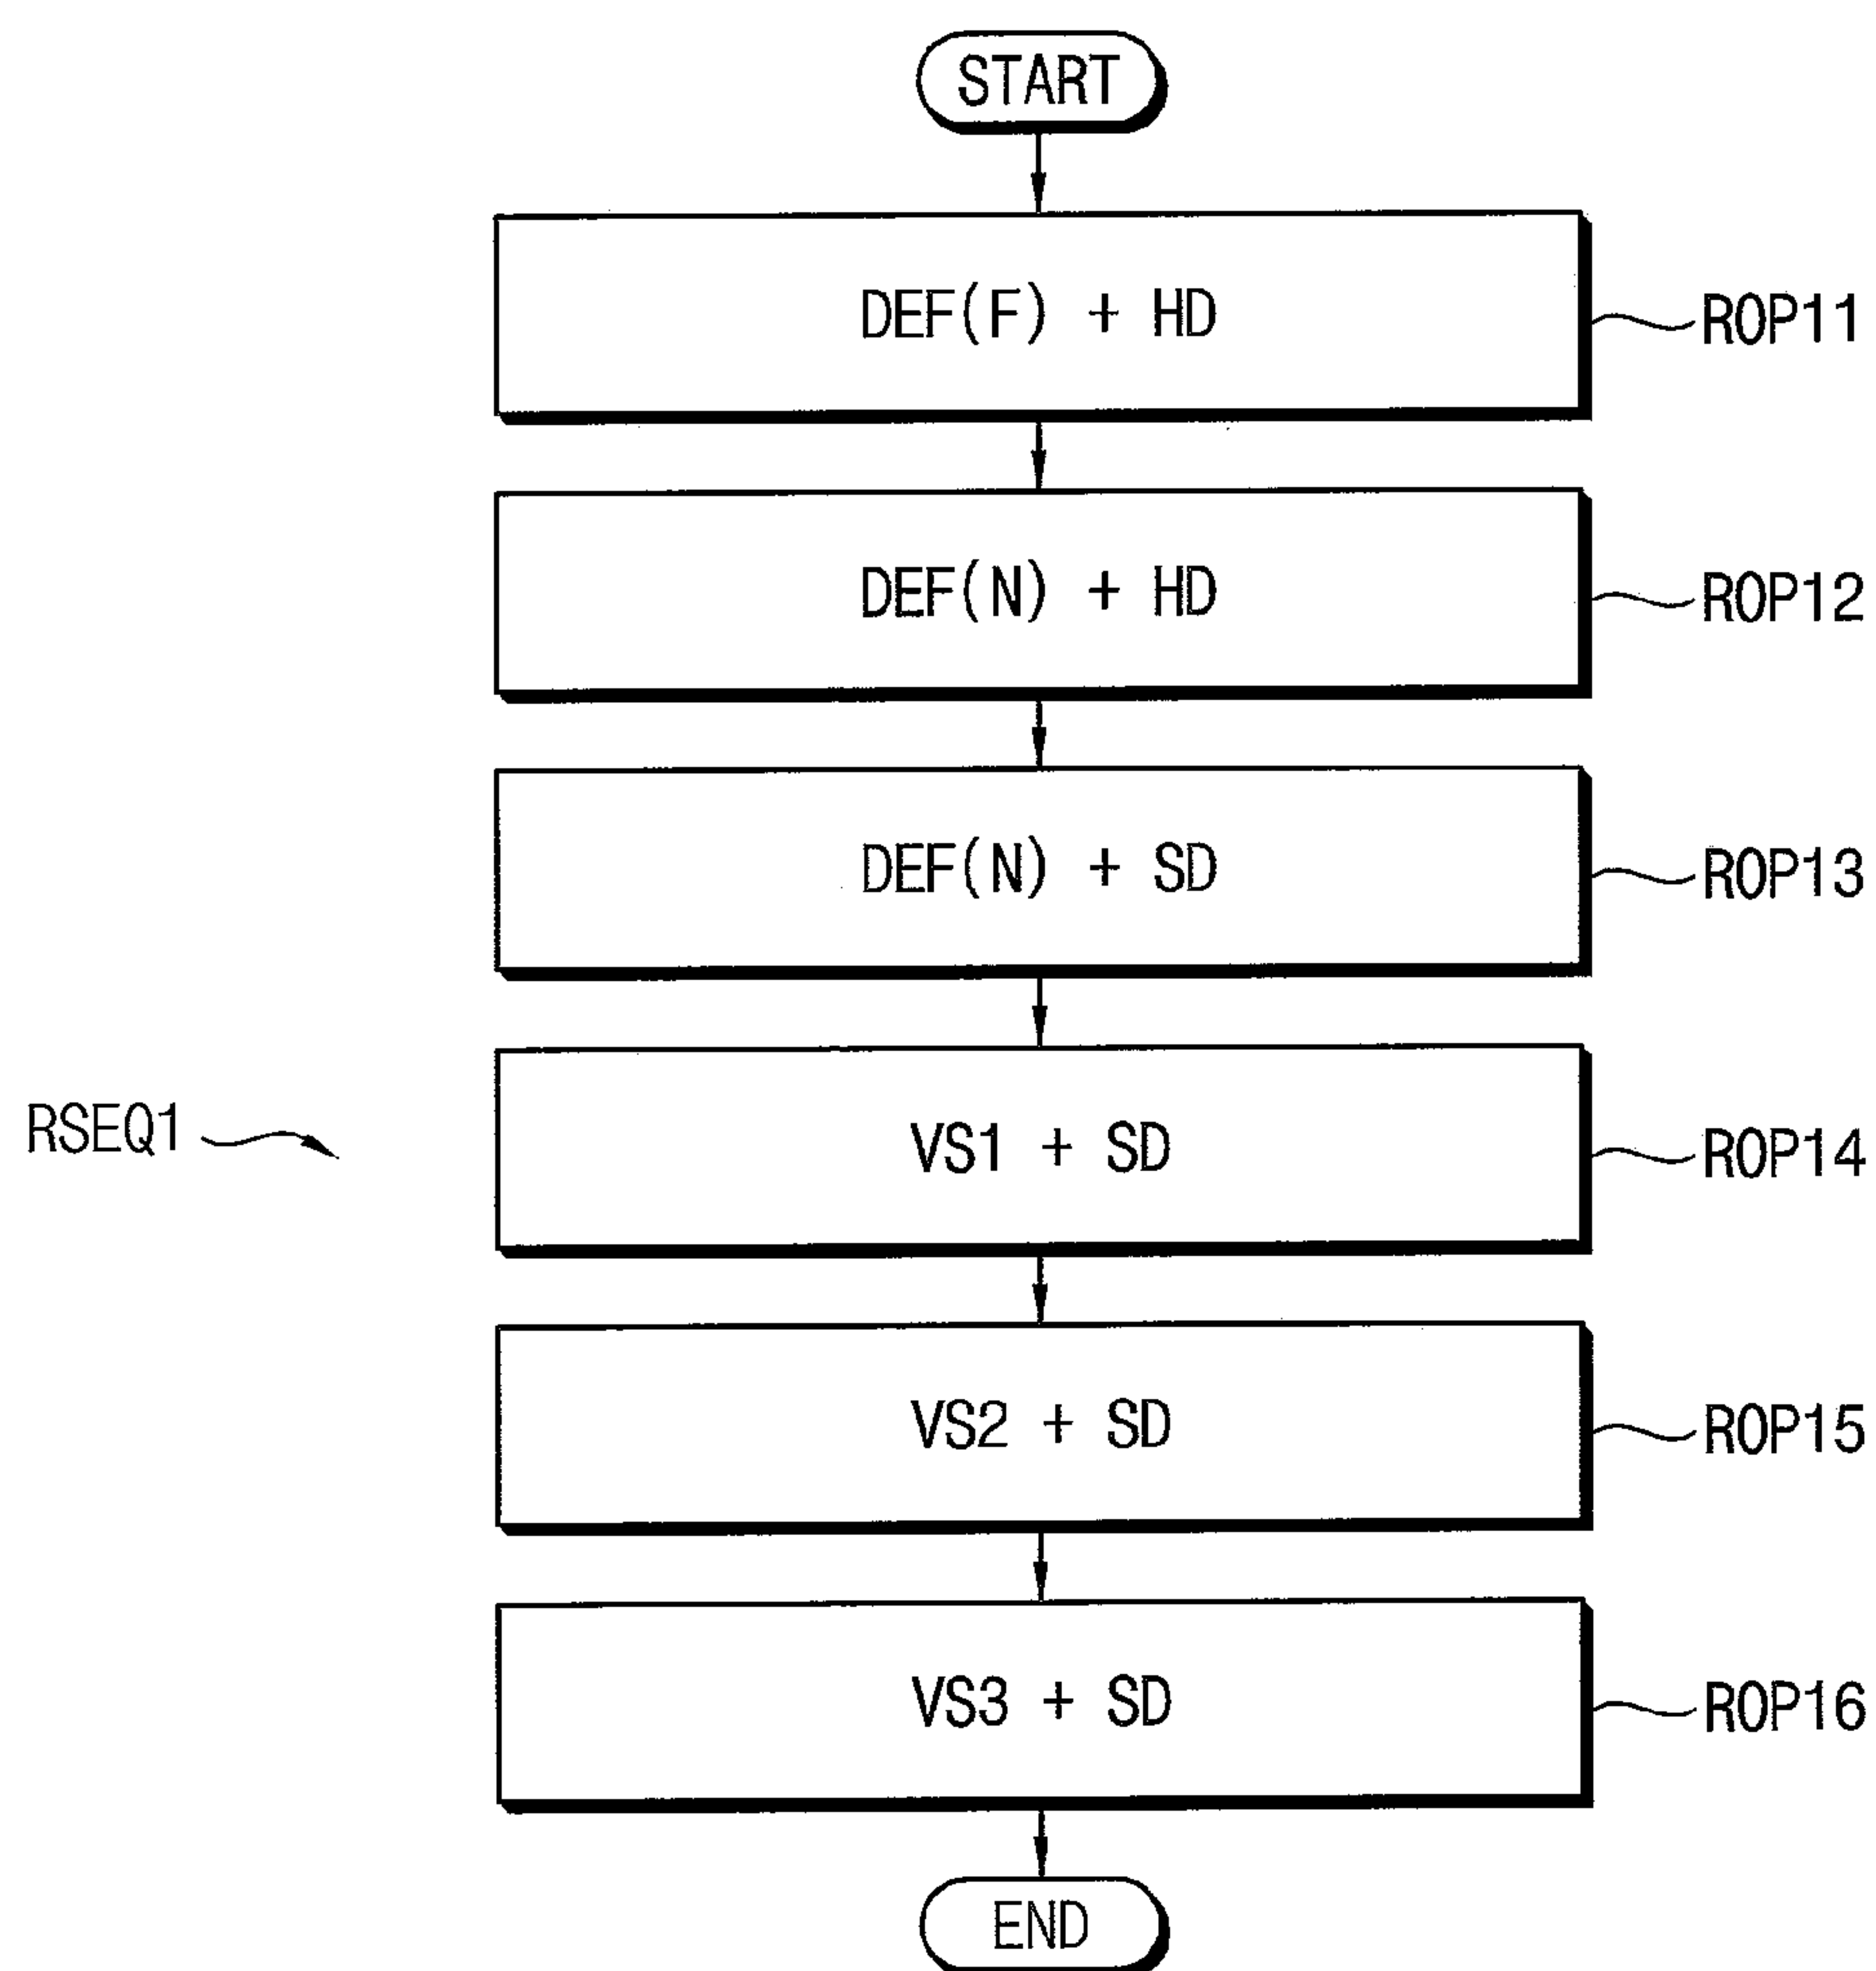 START
DEF(F) + HD
ROP11
DEF(N) + HD
ROP12
DEF(N) + SD
ROP13
RSEQ1
VS1 + SD
ROP14
VS2 + SD
ROP15
VS3 + SD
ROP16
END